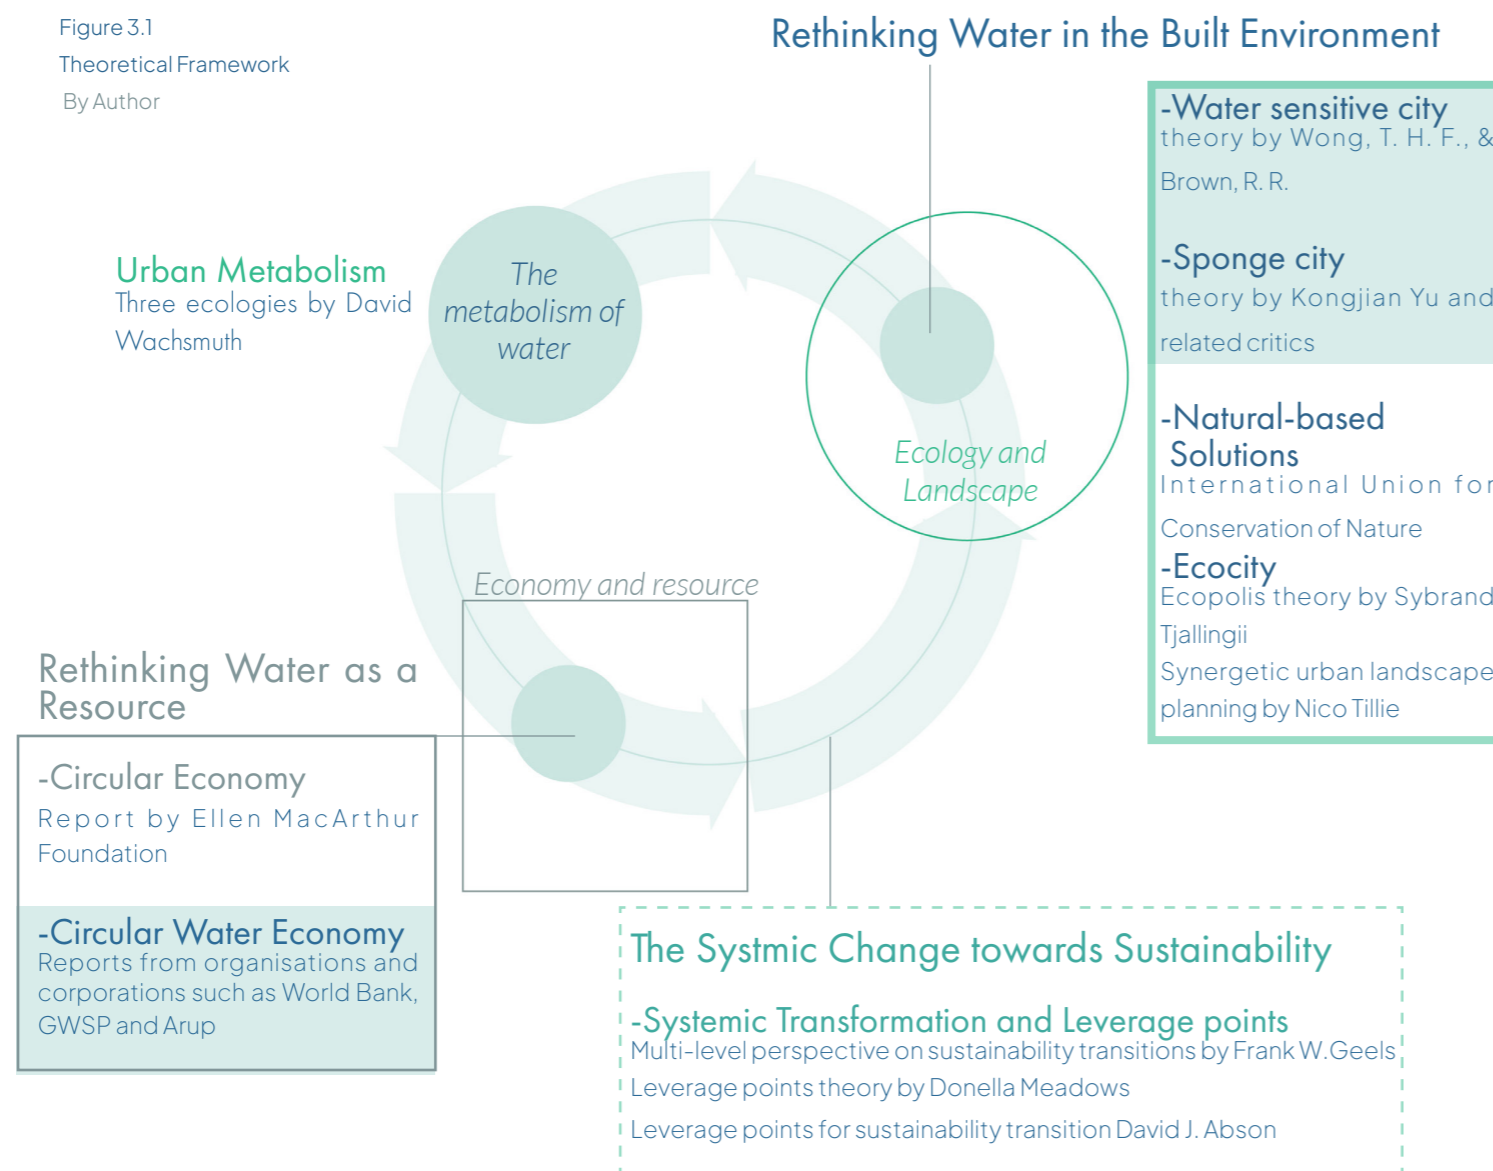 Figure 3.1
Theoretical Framework
By Author
Rethinking Water in the Built Environment
-Water sensitive city
theory by Wong, T. H. F., &
Brown, R. R.
-Sponge city
theory by Kongjian Yu and
related critics
-Natural-based
Solutions
International Union for
Conservation of Nature
-Ecocity
Ecopolis theory by Sybrand
Tjallingii
Synergetic urban landscape
planning by Nico Tillie
Urban Metabolism
Three ecologies by David
Wachsmuth
The
metabolism of
water
Ecology and
Landscape
Economy and resource
Rethinking Water as a
Resource
-Circular Economy
Report by Ellen MacArthur
Foundation
-Circular Water Economy
Reports from organisations and
corporations such as World Bank,
GWSP and Arup
The Systmic Change towards Sustainability
-Systemic Transformation and Leverage points
Multi-level perspective on sustainability transitions by Frank W.Geels
Leverage points theory by Donella Meadows
Leverage points for sustainability transition David J. Abson